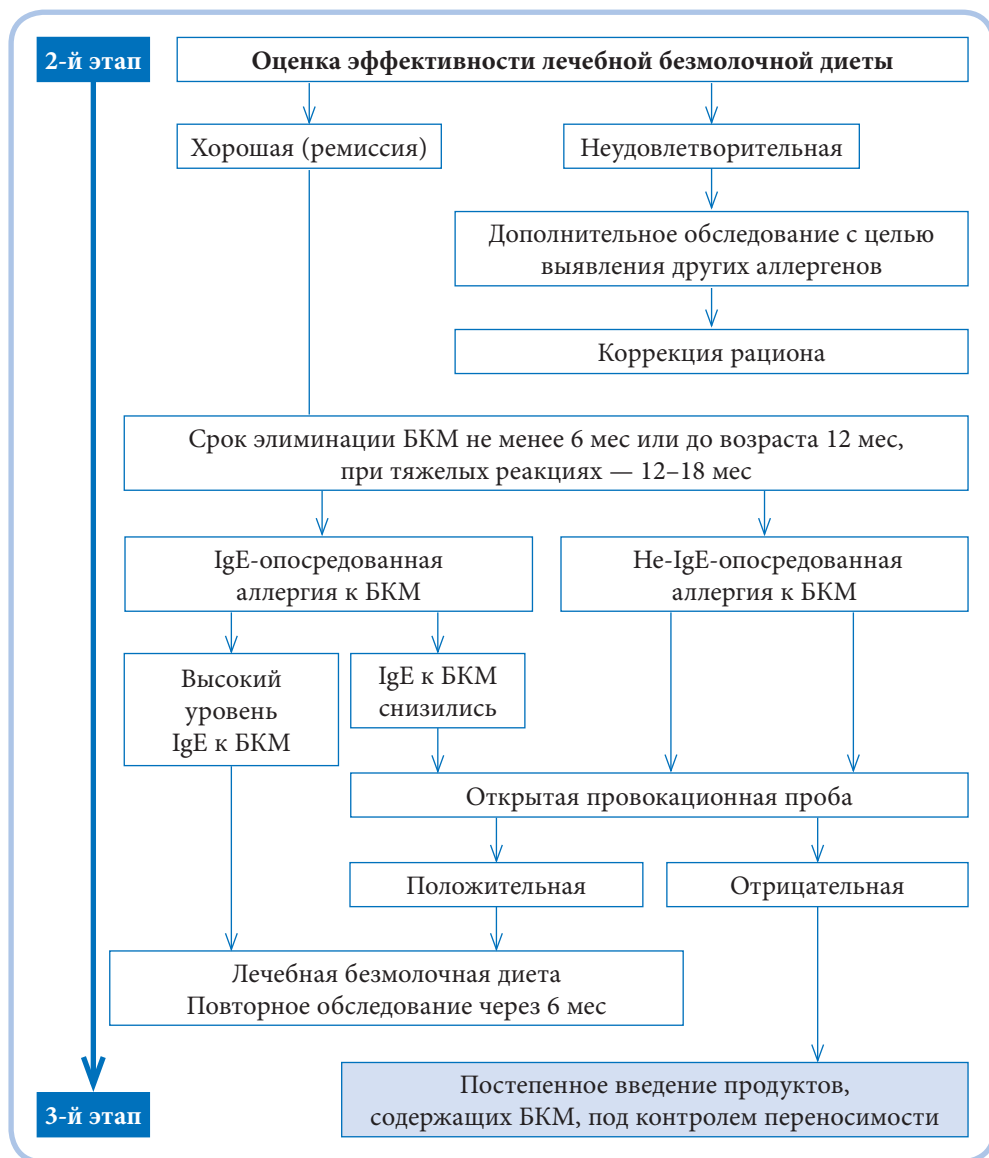 2-й этап
Оценка эффективности лечебной безмолочной диеты
Хорошая (ремиссия)
Неудовлетворительная
Дополнительное обследование с целью
выявления других аллергенов
Коррекция рациона
Срок элиминации БКМ не менее 6 мес или до возраста 12 мес,
при тяжелых реакциях — 12–18 мес
IgE-опосредованная
аллергия к БКМ
Не-IgE-опосредованная
аллергия к БКМ
Высокий
уровень
IgE к БКМ
IgE к БКМ
снизились
Открытая провокационная проба
Положительная
Отрицательная
Лечебная безмолочная диета
Повторное обследование через 6 мес
3-й этап
Постепенное введение продуктов,
содержащих БКМ, под контролем переносимости